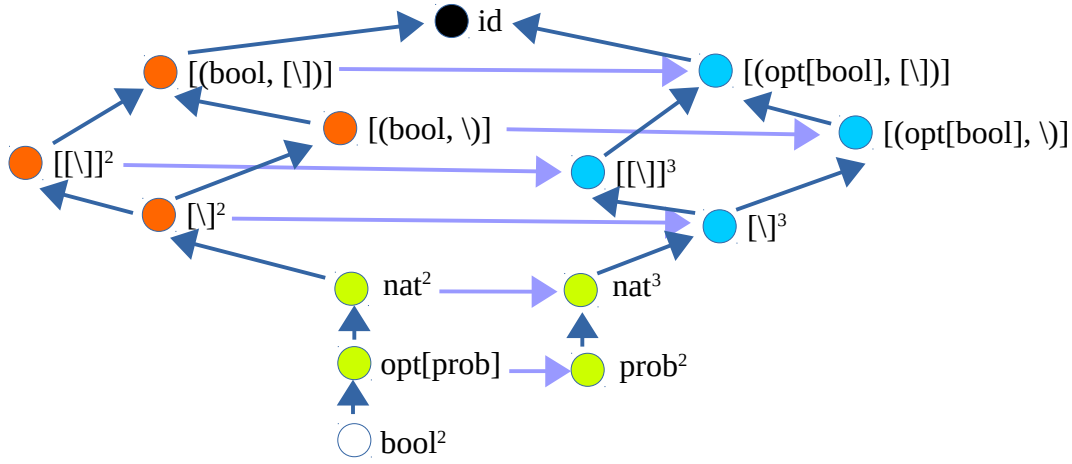 id
[(bool, [\])]
[(opt[bool], [\])]
[(bool, \)]
[(opt[bool], \)]
[[\]]²
[[\]]³
[\]²
[\]³
nat²
nat³
opt[prob]
prob²
bool²